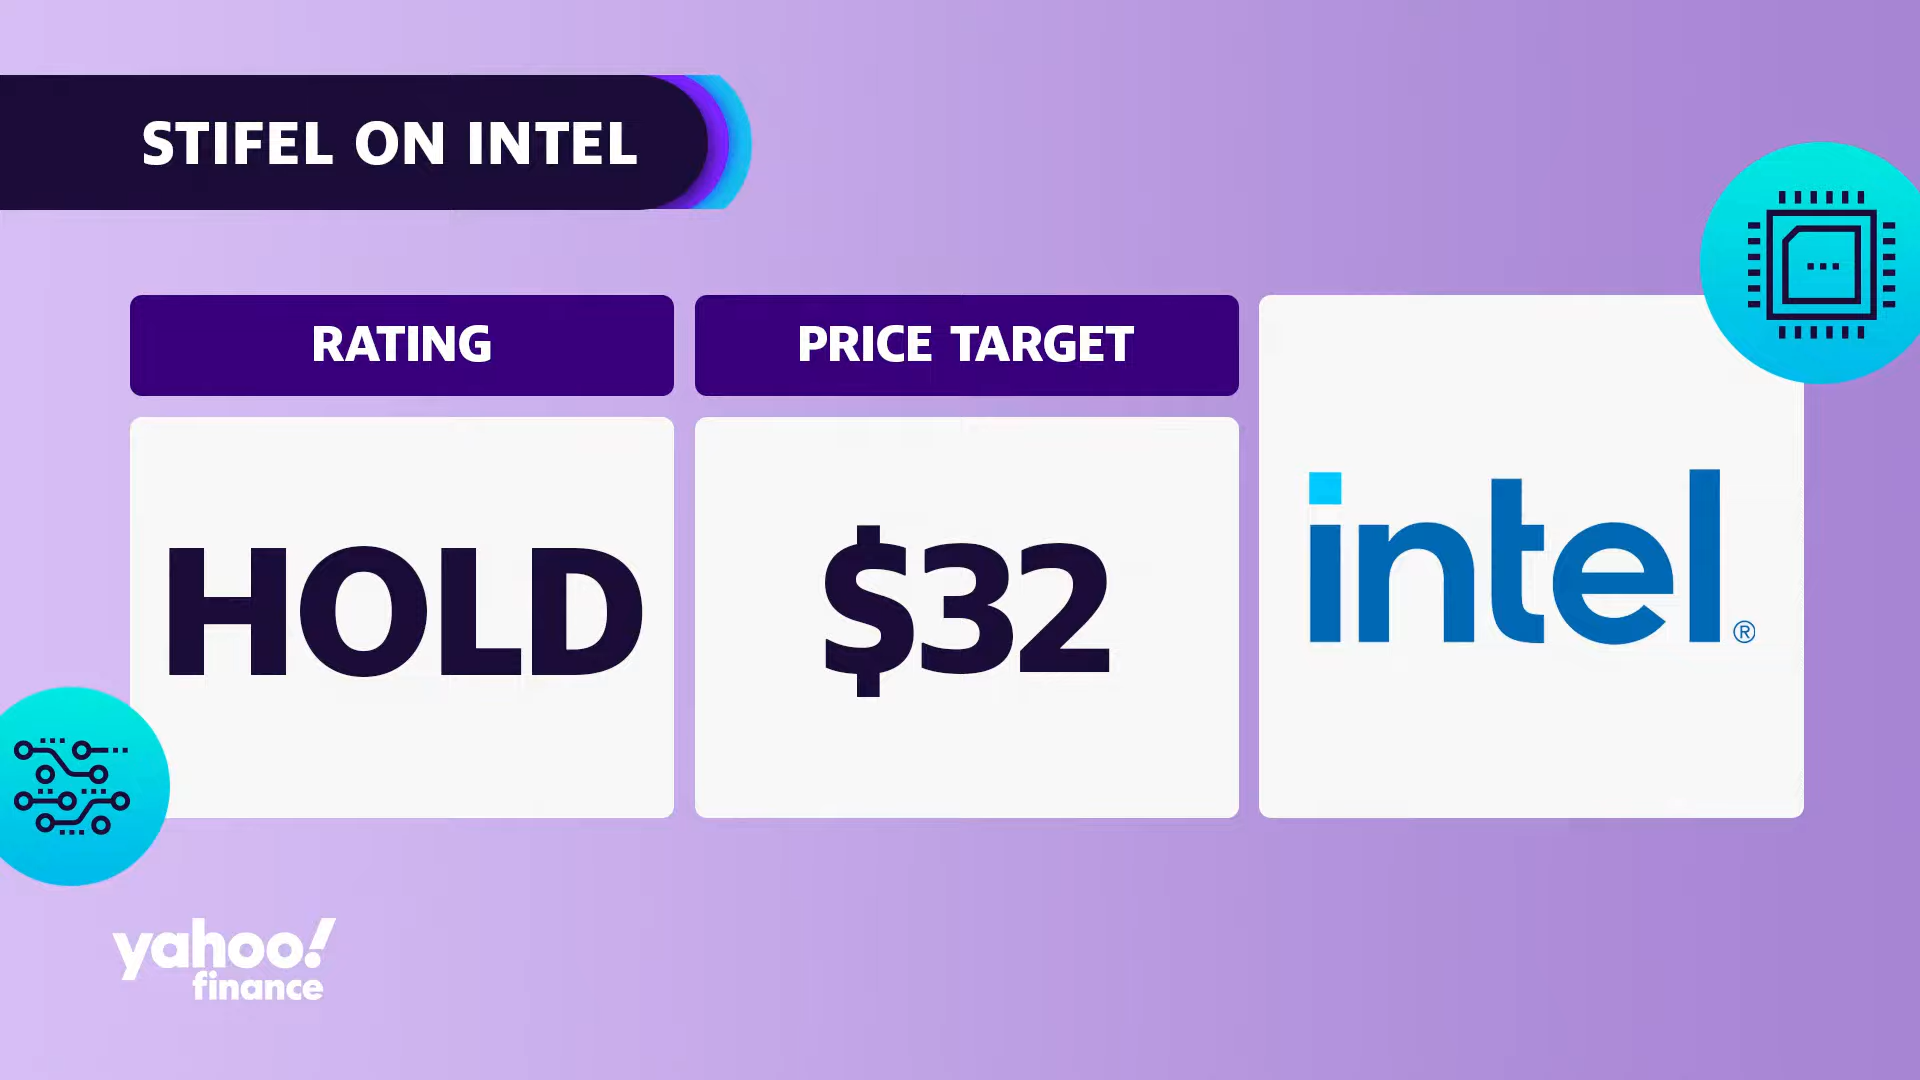 STIFEL ON INTEL
RATING
PRICE TARGET
HOLD
$32
intel®
yahoo!
finance